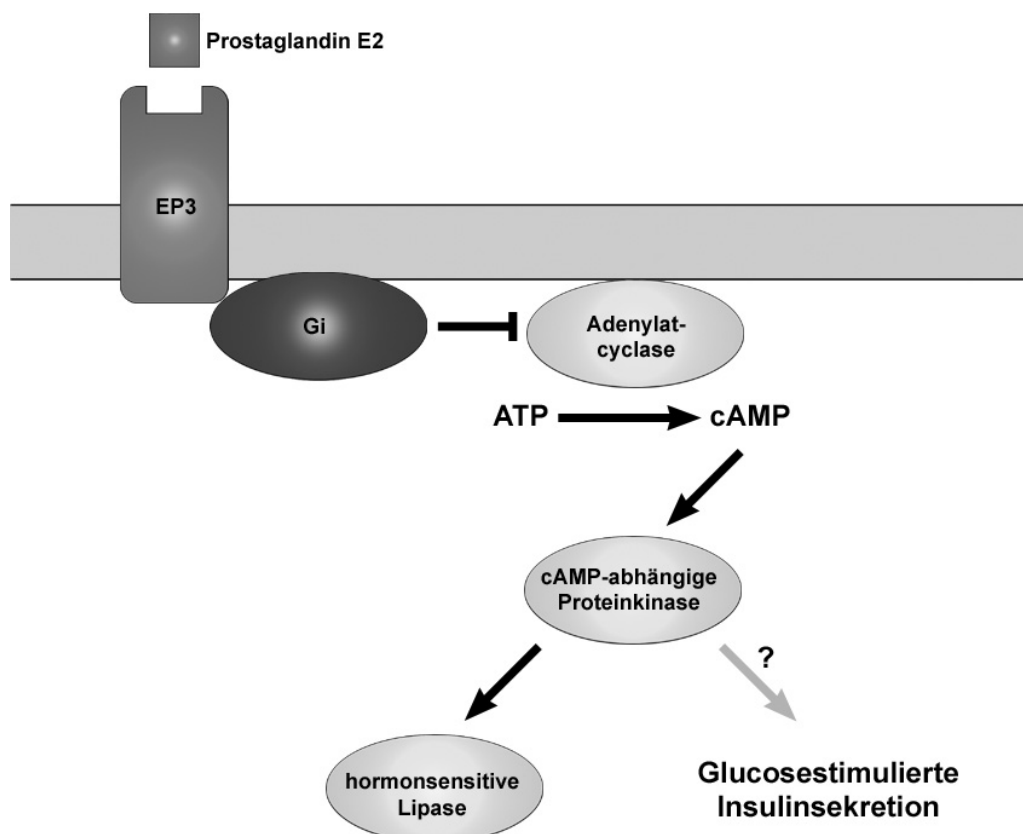 Prostaglandin E2
EP3
Gi
Adenylat-
cyclase
ATP
cAMP
cAMP-abhängige
Proteinkinase
?
hormonsensitive
Lipase
Glucosestimulierte
Insulinsekretion